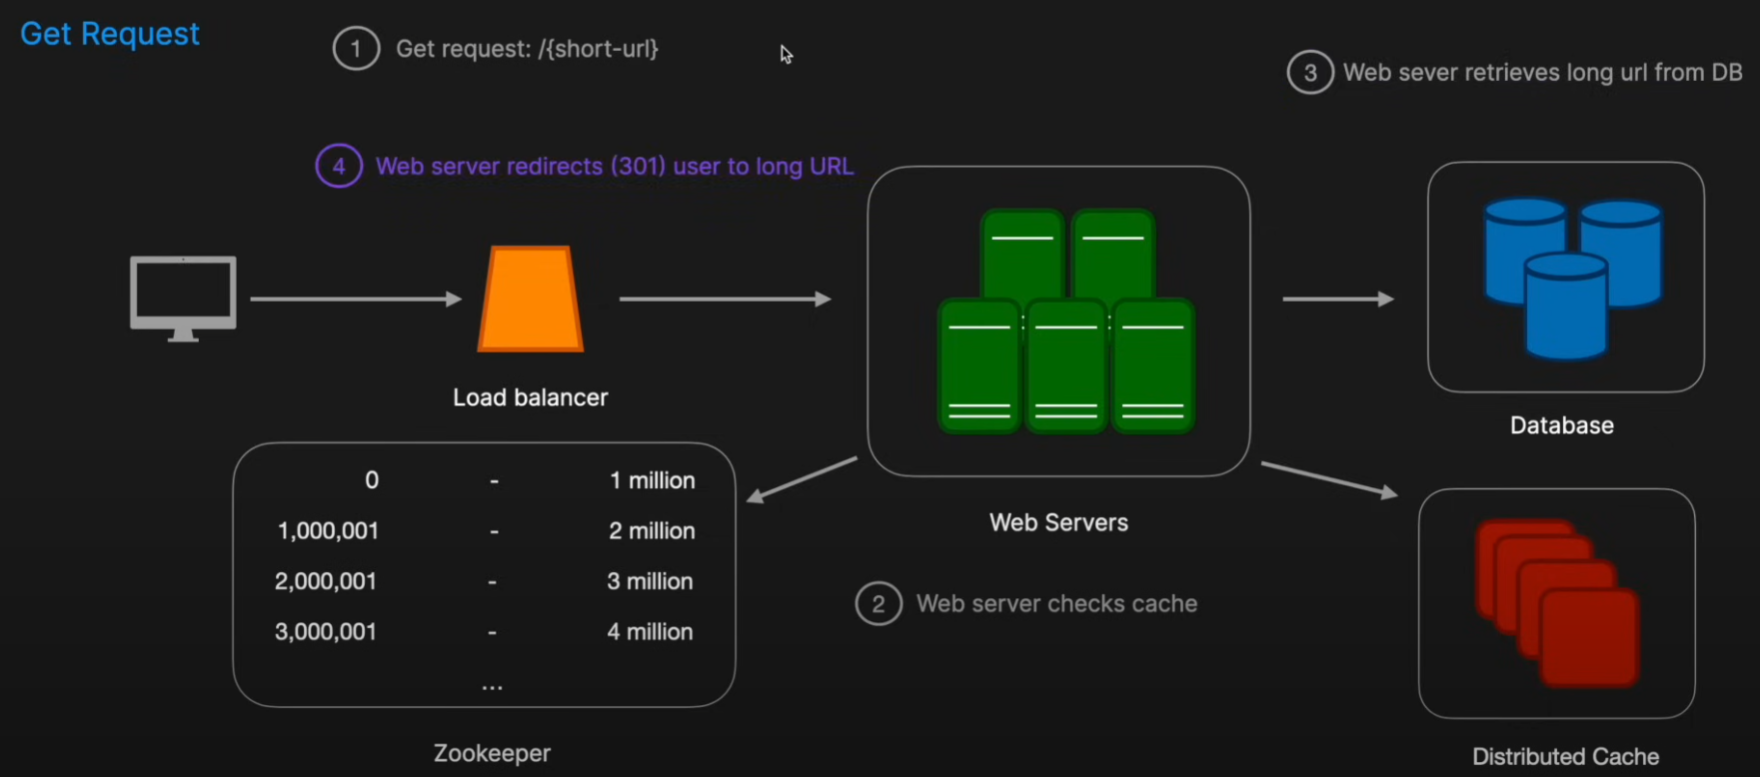 Get Request
1 Get request: /{short-url}
3 Web sever retrieves long url from DB
4 Web server redirects (301) user to long URL
Load balancer
Database
0 - 1 million
1,000,001 - 2 million
2,000,001 - 3 million
3,000,001 - 4 million
...
Web Servers
2 Web server checks cache
Zookeeper
Distributed Cache